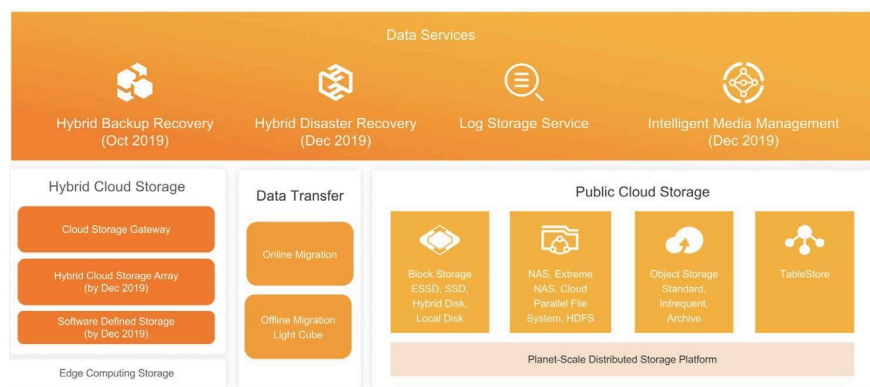 Data Services
Hybrid Backup Recovery
(Oct 2019)
Hybrid Disaster Recovery
(Dec 2019)
Log Storage Service
Intelligent Media Management
(Dec 2019)
Hybrid Cloud Storage
Cloud Storage Gateway
Hybrid Cloud Storage Array
(by Dec 2019)
Software Defined Storage
(by Dec 2019)
Edge Computing Storage
Data Transfer
Online Migration
Offline Migration
Light Cube
Public Cloud Storage
Block Storage
ESSD, SSD,
Hybrid Disk,
Local Disk
NAS, Extreme
NAS, Cloud
Parallel File
System, HDFS
Object Storage
Standard,
Infrequent,
Archive
TableStore
Planet-Scale Distributed Storage Platform